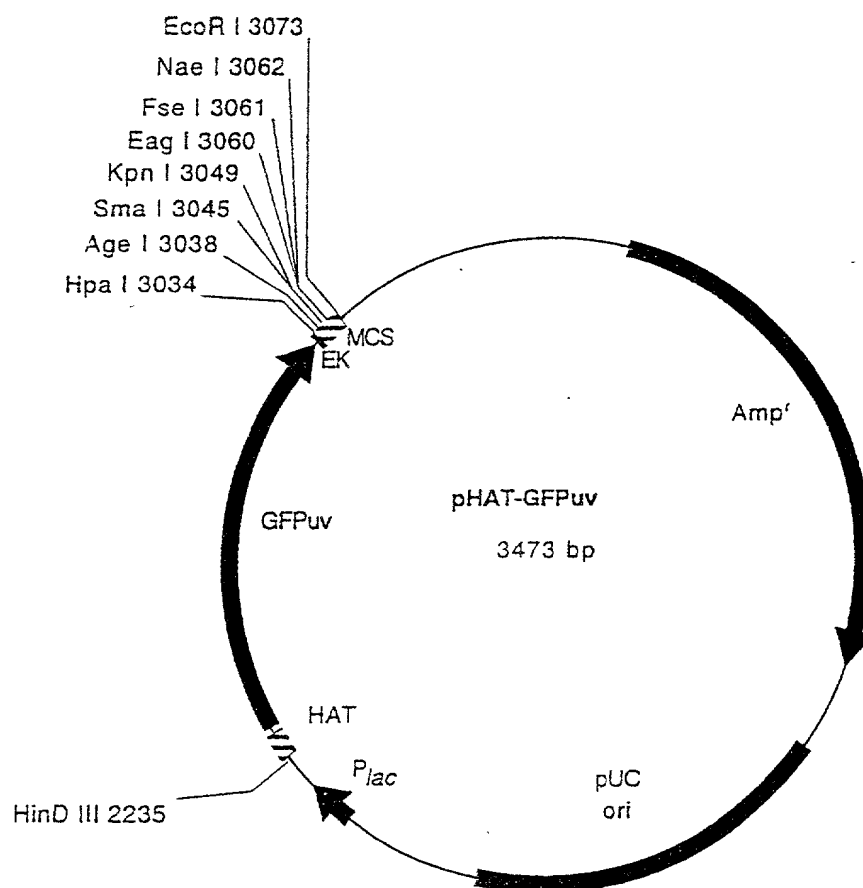 EcoR I 3073
Nae I 3062
Fse I 3061
Eag I 3060
Kpn I 3049
Sma I 3045
Age I 3038
Hpa I 3034
MCS
EK
Ampʳ
GFPuv
pHAT-GFPuv
3473 bp
HAT
Plac
pUC
ori
HinD III 2235